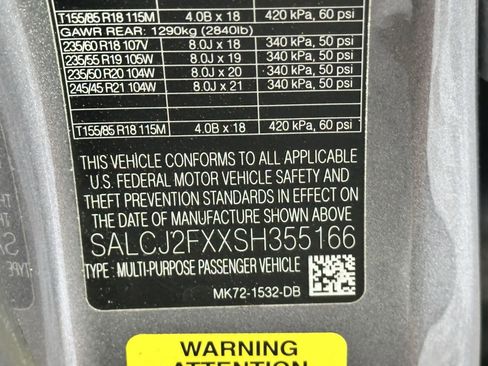 T155/85 R18 115M 4.0B x 18 420 kPa, 60 psi
GAWR REAR: 1290kg (2840lb)
235/60 R18 107V 8.0J x 18 340 kPa, 50 psi
235/55 R19 105W 8.0J x 19 340 kPa, 50 psi
235/50 R20 104W 8.0J x 20 340 kPa, 50 psi
245/45 R21 104W 8.0J x 21 340 kPa, 50 psi
T155/85 R18 115M 4.0B x 18 420 kPa, 60 psi
THIS VEHICLE CONFORMS TO ALL APPLICABLE
U.S. FEDERAL MOTOR VEHICLE SAFETY AND
THEFT PREVENTION STANDARDS IN EFFECT ON
THE DATE OF MANUFACTURE SHOWN ABOVE.
SALCJ2FXXSH355166
TYPE : MULTI-PURPOSE PASSENGER VEHICLE
MK72-1532-DB
WARNING
ATTENTION